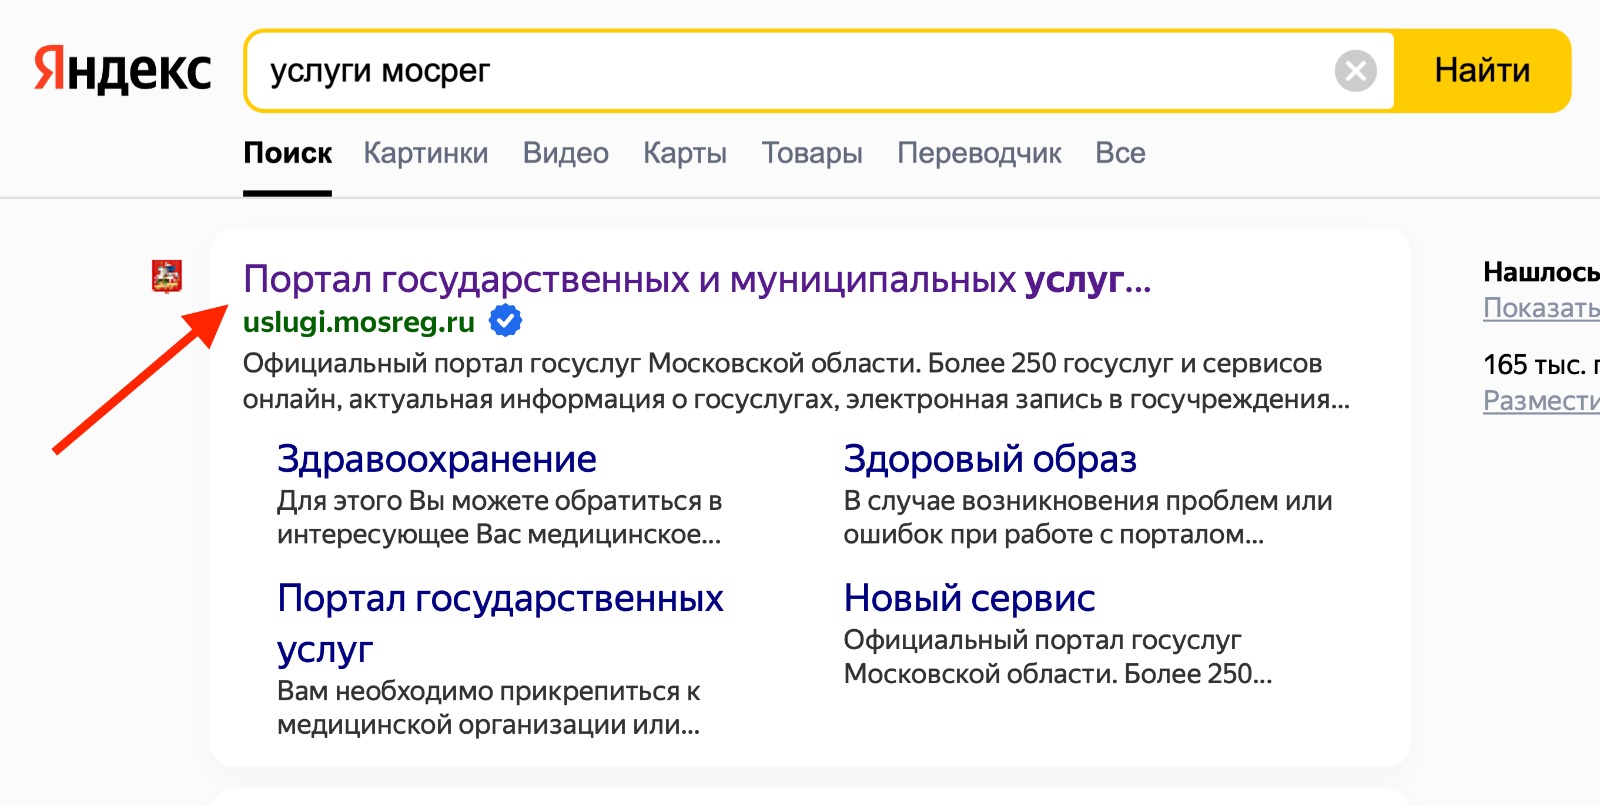 Яндекс
услуги мосрег
Найти
Поиск Картинки Видео Карты Товары Переводчик Все
Портал государственных и муниципальных услуг...
uslugi.mosreg.ru
Официальный портал госуслуг Московской области. Более 250 госуслуг и сервисов
онлайн, актуальная информация о госуслугах, электронная запись в госучреждения...
Здравоохранение
Для этого Вы можете обратиться в
интересующее Вас медицинское...
Здоровый образ
В случае возникновения проблем или
ошибок при работе с порталом...
Портал государственных
услуг
Вам необходимо прикрепиться к
медицинской организации или...
Новый сервис
Официальный портал госуслуг
Московской области. Более 250...
Нашлось
Показать
165 тыс.
Размести